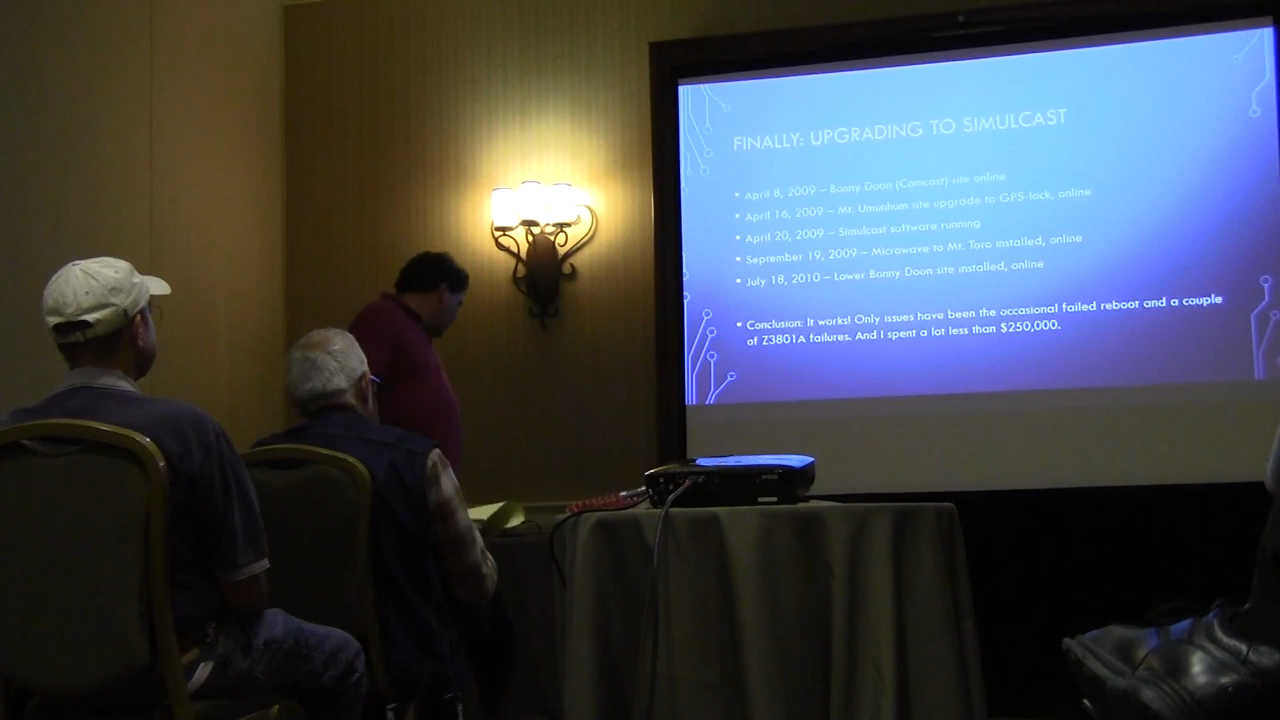 FINALLY: UPGRADING TO SIMULCAST
▪ April 8, 2009 – Bonny Doon (Comcast) site online
▪ April 16, 2009 – Mt. Umunhum site upgrade to GPS-lock, online
▪ April 20, 2009 – Simulcast software running
▪ September 19, 2009 – Microwave to Mt. Toro installed, online
▪ July 18, 2010 – Lower Bonny Doon site installed, online
▪ Conclusion: It works! Only issues have been the occasional failed reboot and a couple
of Z3801A failures. And I spent a lot less than $250,000.